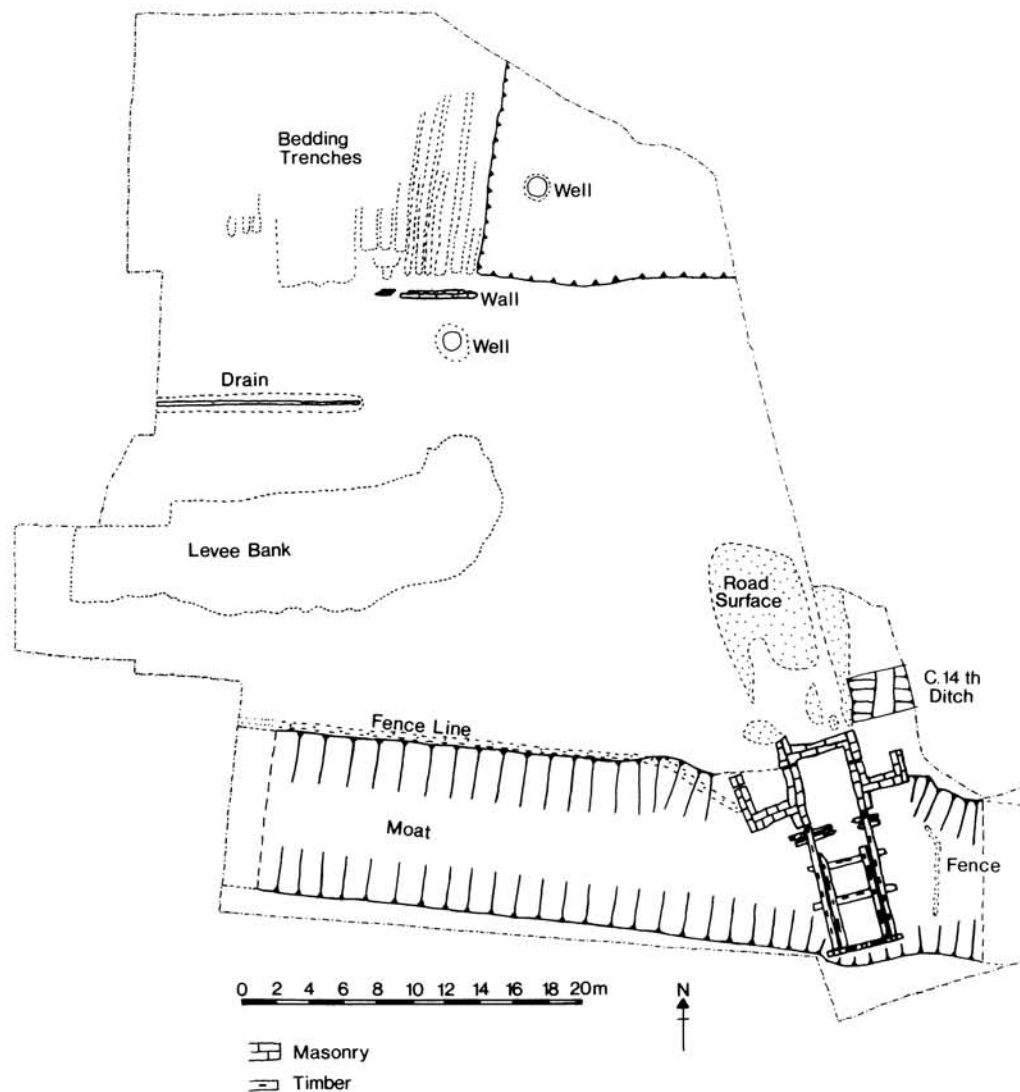 Bedding
Trenches
Well
Wall
Well
Drain
Levee Bank
Road
Surface
C.14 th
Ditch
Fence Line
Moat
Fence
0 2 4 6 8 10 12 14 16 18 20m
N
Masonry
Timber